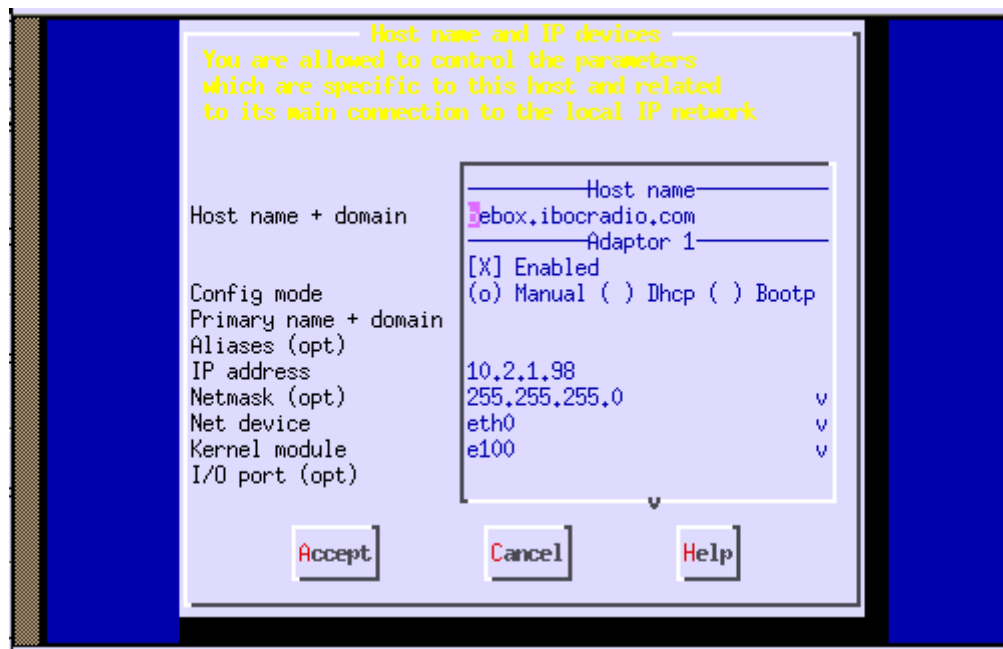 Host name and IP devices
You are allowed to control the parameters
which are specific to this host and related
to its main connection to the local IP network
Host name
Host name + domain ebox.ibocradio.com
Adaptor 1
[X] Enabled
Config mode (o) Manual ( ) Dhcp ( ) Bootp
Primary name + domain
Aliases (opt)
IP address 10.2.1.98
Netmask (opt) 255.255.255.0 v
Net device eth0 v
Kernel module e100 v
I/O port (opt)
v
Accept Cancel Help